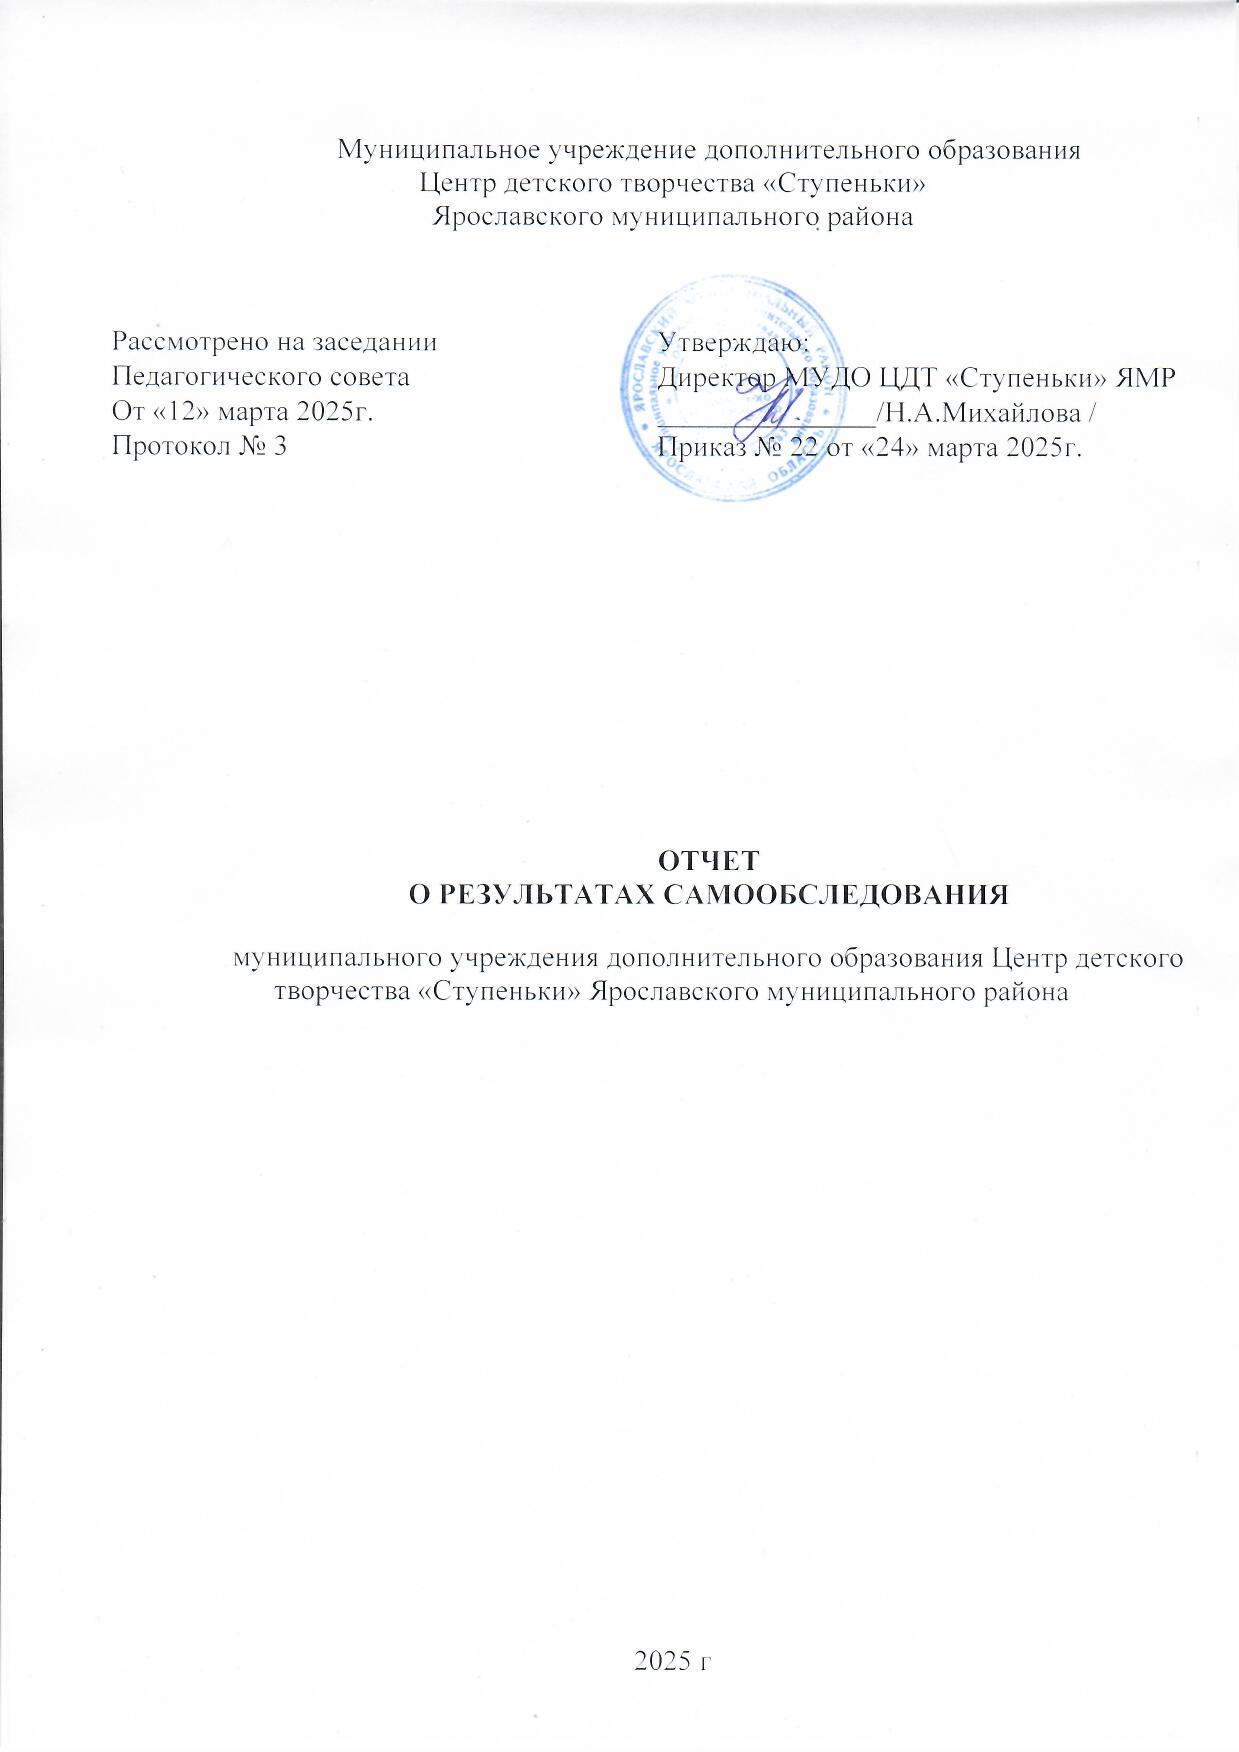 Муниципальное учреждение дополнительного образования
Центр детского творчества «Ступеньки»
Ярославского муниципального района
Рассмотрено на заседании
Педагогического совета
От «12» марта 2025г.
Протокол № 3
Утверждаю:
Директор МУДО ЦДТ «Ступеньки» ЯМР
/Н.А.Михайлова /
Приказ № 22 от «24» марта 2025г.
ОТЧЕТ
О РЕЗУЛЬТАТАХ САМООБСЛЕДОВАНИЯ
муниципального учреждения дополнительного образования Центр детского
творчества «Ступеньки» Ярославского муниципального района
2025 г